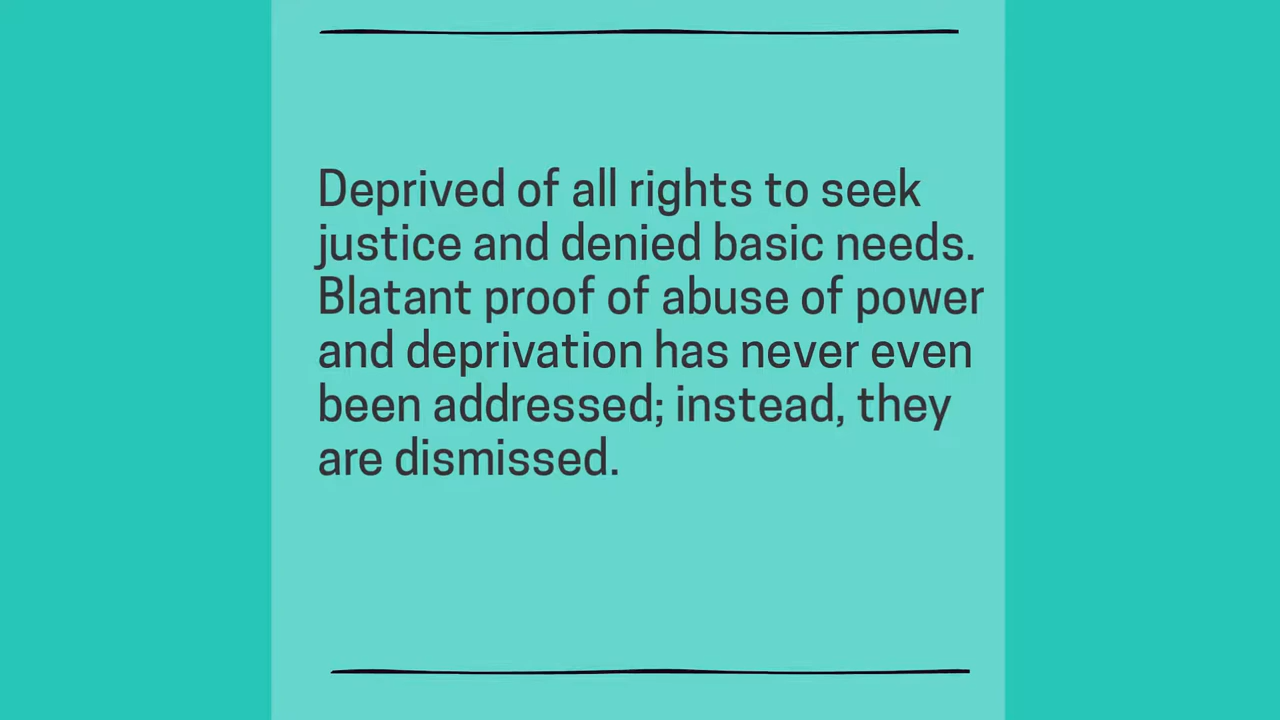 Deprived of all rights to seek
justice and denied basic needs.
Blatant proof of abuse of power
and deprivation has never even
been addressed; instead, they
are dismissed.